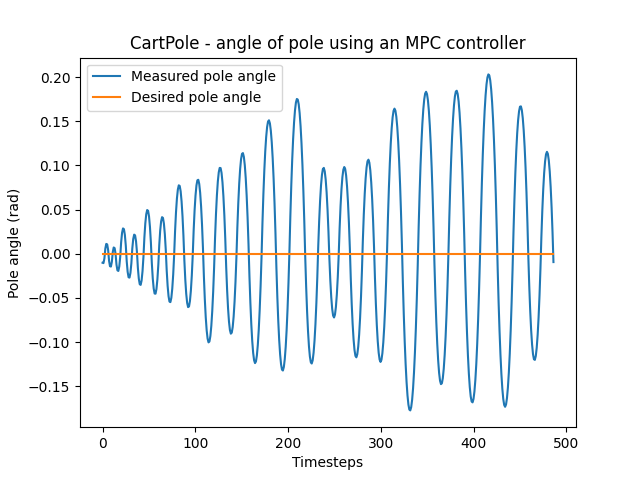 CartPole - angle of pole using an MPC controller
Measured pole angle
Desired pole angle
Pole angle (rad)
0.20
0.15
0.10
0.05
0.00
−0.05
−0.10
−0.15
0 100 200 300 400 500
Timesteps